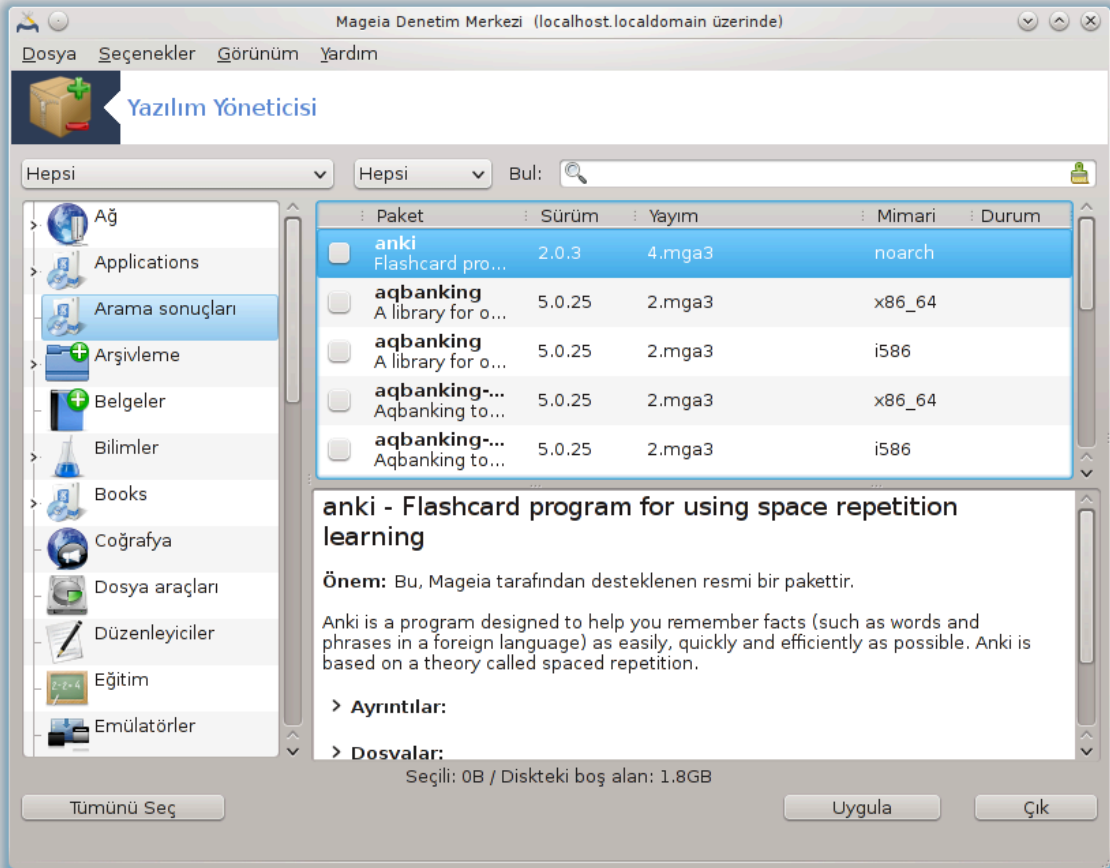 Mageia Denetim Merkezi (localhost.localdomain üzerinde)
Dosya Seçenekler Görünüm Yardım
Yazılım Yöneticisi
Hepsi Hepsi Bul:
Ağ
Applications
Arama sonuçları
Arşivleme
Belgeler
Bilimler
Books
Coğrafya
Dosya araçları
Düzenleyiciler
Eğitim
Emülatörler
Paket Sürüm Yayım Mimari Durum
anki
Flashcard pro... 2.0.3 4.mga3 noarch
aqbanking
A library for o... 5.0.25 2.mga3 x86_64
aqbanking
A library for o... 5.0.25 2.mga3 i586
aqbanking-...
Aqbanking to... 5.0.25 2.mga3 x86_64
aqbanking-...
Aqbanking to... 5.0.25 2.mga3 i586
anki - Flashcard program for using space repetition
learning
Önem: Bu, Mageia tarafından desteklenen resmi bir pakettir.
Anki is a program designed to help you remember facts (such as words and
phrases in a foreign language) as easily, quickly and efficiently as possible. Anki is
based on a theory called spaced repetition.
Ayrıntılar:
Dosyalar:
Seçili: 0B / Diskteki boş alan: 1.8GB
Tümünü Seç Uygula Çık